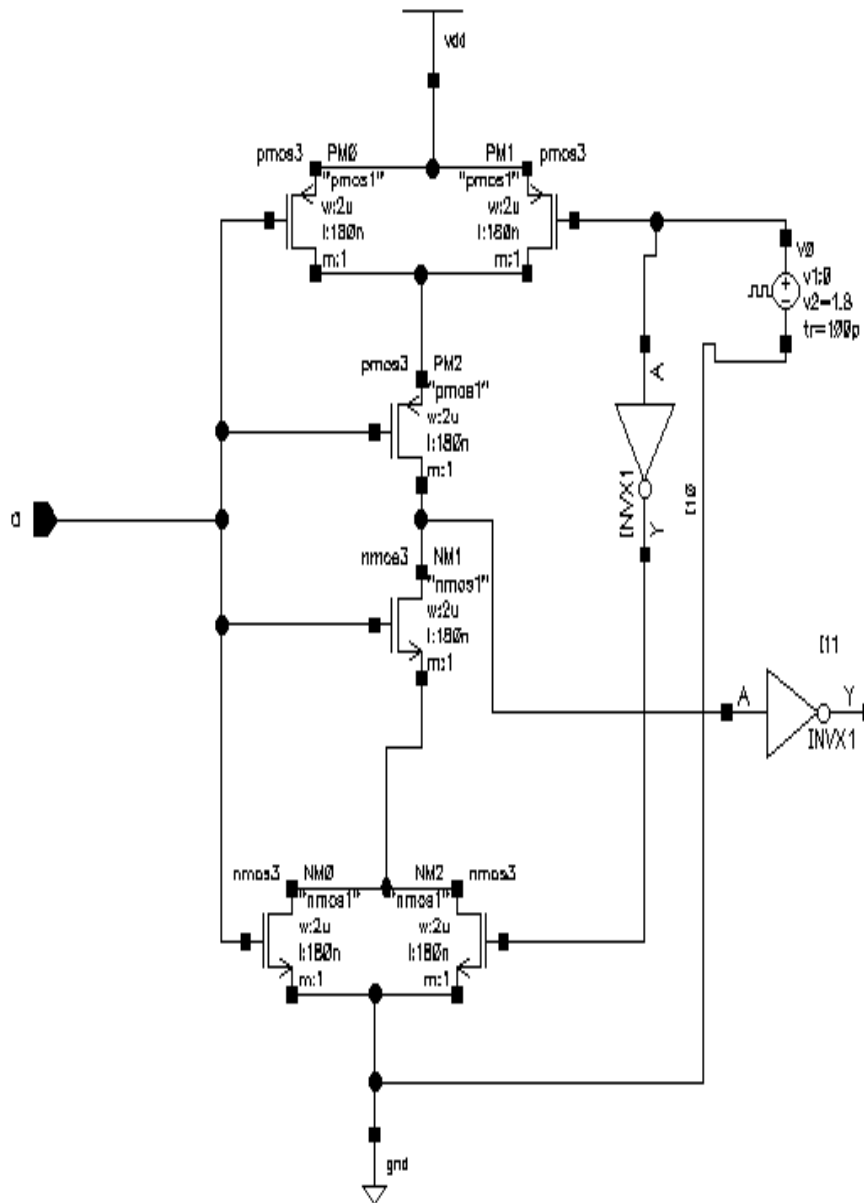 vdd
pmos3 PM0 PM1 pmos3
"pmos1" "pmos1"
w:2u w:2u
l:180n l:180n
m:1 m:1
V0
v1:0
v2=1.8
tr=100p
pmos3 PM2
"pmos1"
w:2u
l:180n
m:1
A
INVX1
I10
Y
a
nmos3 NM1
"nmos1"
w:2u
l:180n
m:1
I11
A Y
INVX1
nmos3 NM0 NM2 nmos3
"nmos1" "nmos1"
w:2u w:2u
l:180n l:180n
m:1 m:1
gnd